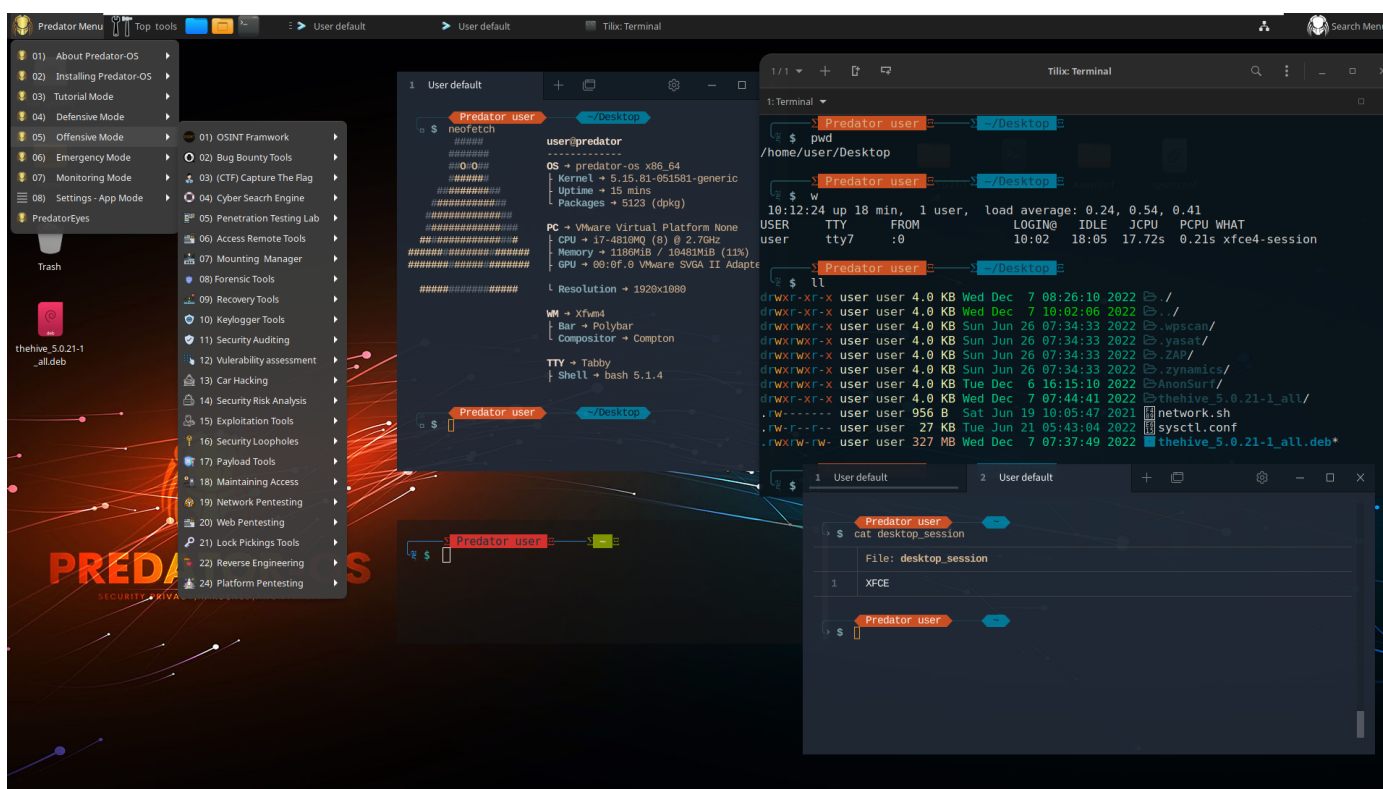 Predator Menu Top tools User default User default Tilix: Terminal Search Menu
01) About Predator-OS
02) Installing Predator-OS
03) Tutorial Mode
04) Defensive Mode
05) Offensive Mode
06) Emergency Mode
07) Monitoring Mode
08) Settings - App Mode
PredatorEyes
Trash
deb
thehive_5.0.21-1
_all.deb
01) OSINT Framwork
02) Bug Bounty Tools
03) (CTF) Capture The Flag
04) Cyber Seacrh Engine
05) Penetration Testing Lab
06) Access Remote Tools
07) Mounting Manager
08) Forensic Tools
09) Recovery Tools
10) Keylogger Tools
11) Security Auditing
12) Vulerability assessment
13) Car Hacking
14) Security Risk Analysis
15) Exploitation Tools
16) Security Loopholes
17) Payload Tools
18) Maintaining Access
19) Network Pentesting
20) Web Pentesting
21) Lock Pickings Tools
22) Reverse Engineering
24) Platform Pentesting
1 User default
Predator user ~/Desktop
$ neofetch
#####
#######
##O#O##
#######
###########
#############
###############
################
##################
#####################
#####################
###################
user@predator
-------------
OS → predator-os x86_64
├ Kernel → 5.15.81-051581-generic
├ Uptime → 15 mins
└ Packages → 5123 (dpkg)
PC → VMware Virtual Platform None
├ CPU → i7-4810MQ (8) @ 2.7GHz
├ Memory → 1186MiB / 10481MiB (11%)
├ GPU → 00:0f.0 VMware SVGA II Adapte
└ Resolution → 1920x1080
WM → Xfwm4
├ Bar → Polybar
└ Compositor → Compton
TTY → Tabby
├ Shell → bash 5.1.4
Predator user ~/Desktop
$
Predator user ~
$
1/1 Tilix: Terminal
1: Terminal
Predator user ~/Desktop
$ pwd
/home/user/Desktop
Predator user ~/Desktop
$ w
10:12:24 up 18 min, 1 user, load average: 0.24, 0.54, 0.41
USER TTY FROM LOGIN@ IDLE JCPU PCPU WHAT
user tty7 :0 10:02 18:05 17.72s 0.21s xfce4-session
Predator user ~/Desktop
$ ll
drwxr-xr-x user user 4.0 KB Wed Dec 7 08:26:10 2022 ./
drwxr-xr-x user user 4.0 KB Wed Dec 7 10:02:06 2022 ../
drwxrwxr-x user user 4.0 KB Sun Jun 26 07:34:33 2022 .wpscan/
drwxrwxr-x user user 4.0 KB Sun Jun 26 07:34:33 2022 .yasat/
drwxrwxr-x user user 4.0 KB Sun Jun 26 07:34:33 2022 .ZAP/
drwxrwxr-x user user 4.0 KB Sun Jun 26 07:34:33 2022 .zynamics/
drwxrwxr-x user user 4.0 KB Tue Dec 6 16:15:10 2022 AnonSurf/
drwxrwxr-x user user 4.0 KB Wed Dec 7 07:44:41 2022 thehive_5.0.21-1_all/
.rw------- user user 956 B Sat Jun 19 10:05:47 2021 network.sh
.rw-r--r-- user user 27 KB Tue Jun 21 05:43:04 2022 sysctl.conf
.rwxrw-rw- user user 327 MB Wed Dec 7 07:37:49 2022 thehive_5.0.21-1_all.deb*
$
1 User default 2 User default
Predator user ~
$ cat desktop_session
File: desktop_session
1 XFCE
Predator user ~
$